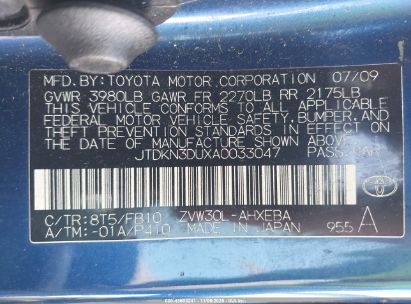 MFD. BY: TOYOTA MOTOR CORPORATION 07/09
GVWR 3980LB GAWR FR 2270LB RR 2175LB
THIS VEHICLE CONFORMS TO ALL APPLICABLE
FEDERAL MOTOR VEHICLE SAFETY, BUMPER,
AND THEFT PREVENTION STANDARDS IN EFFECT ON
THE DATE OF MANUFACTURE SHOWN ABOVE.
JTDKN3DUXA0033047 PASS. CAR
C/TR: 8T5/FB10 ZVW30L-AHXEBA
A/TM: -01A/P410 MADE IN JAPAN 955 A